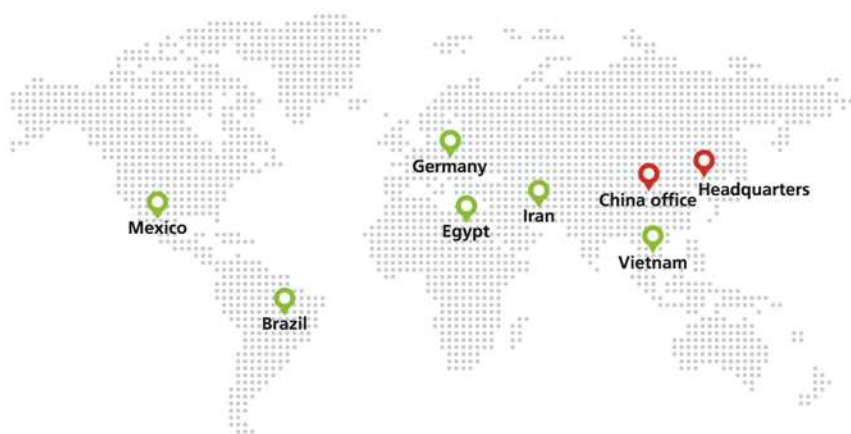 Germany
China office
Headquarters
Mexico
Egypt
Iran
Vietnam
Brazil